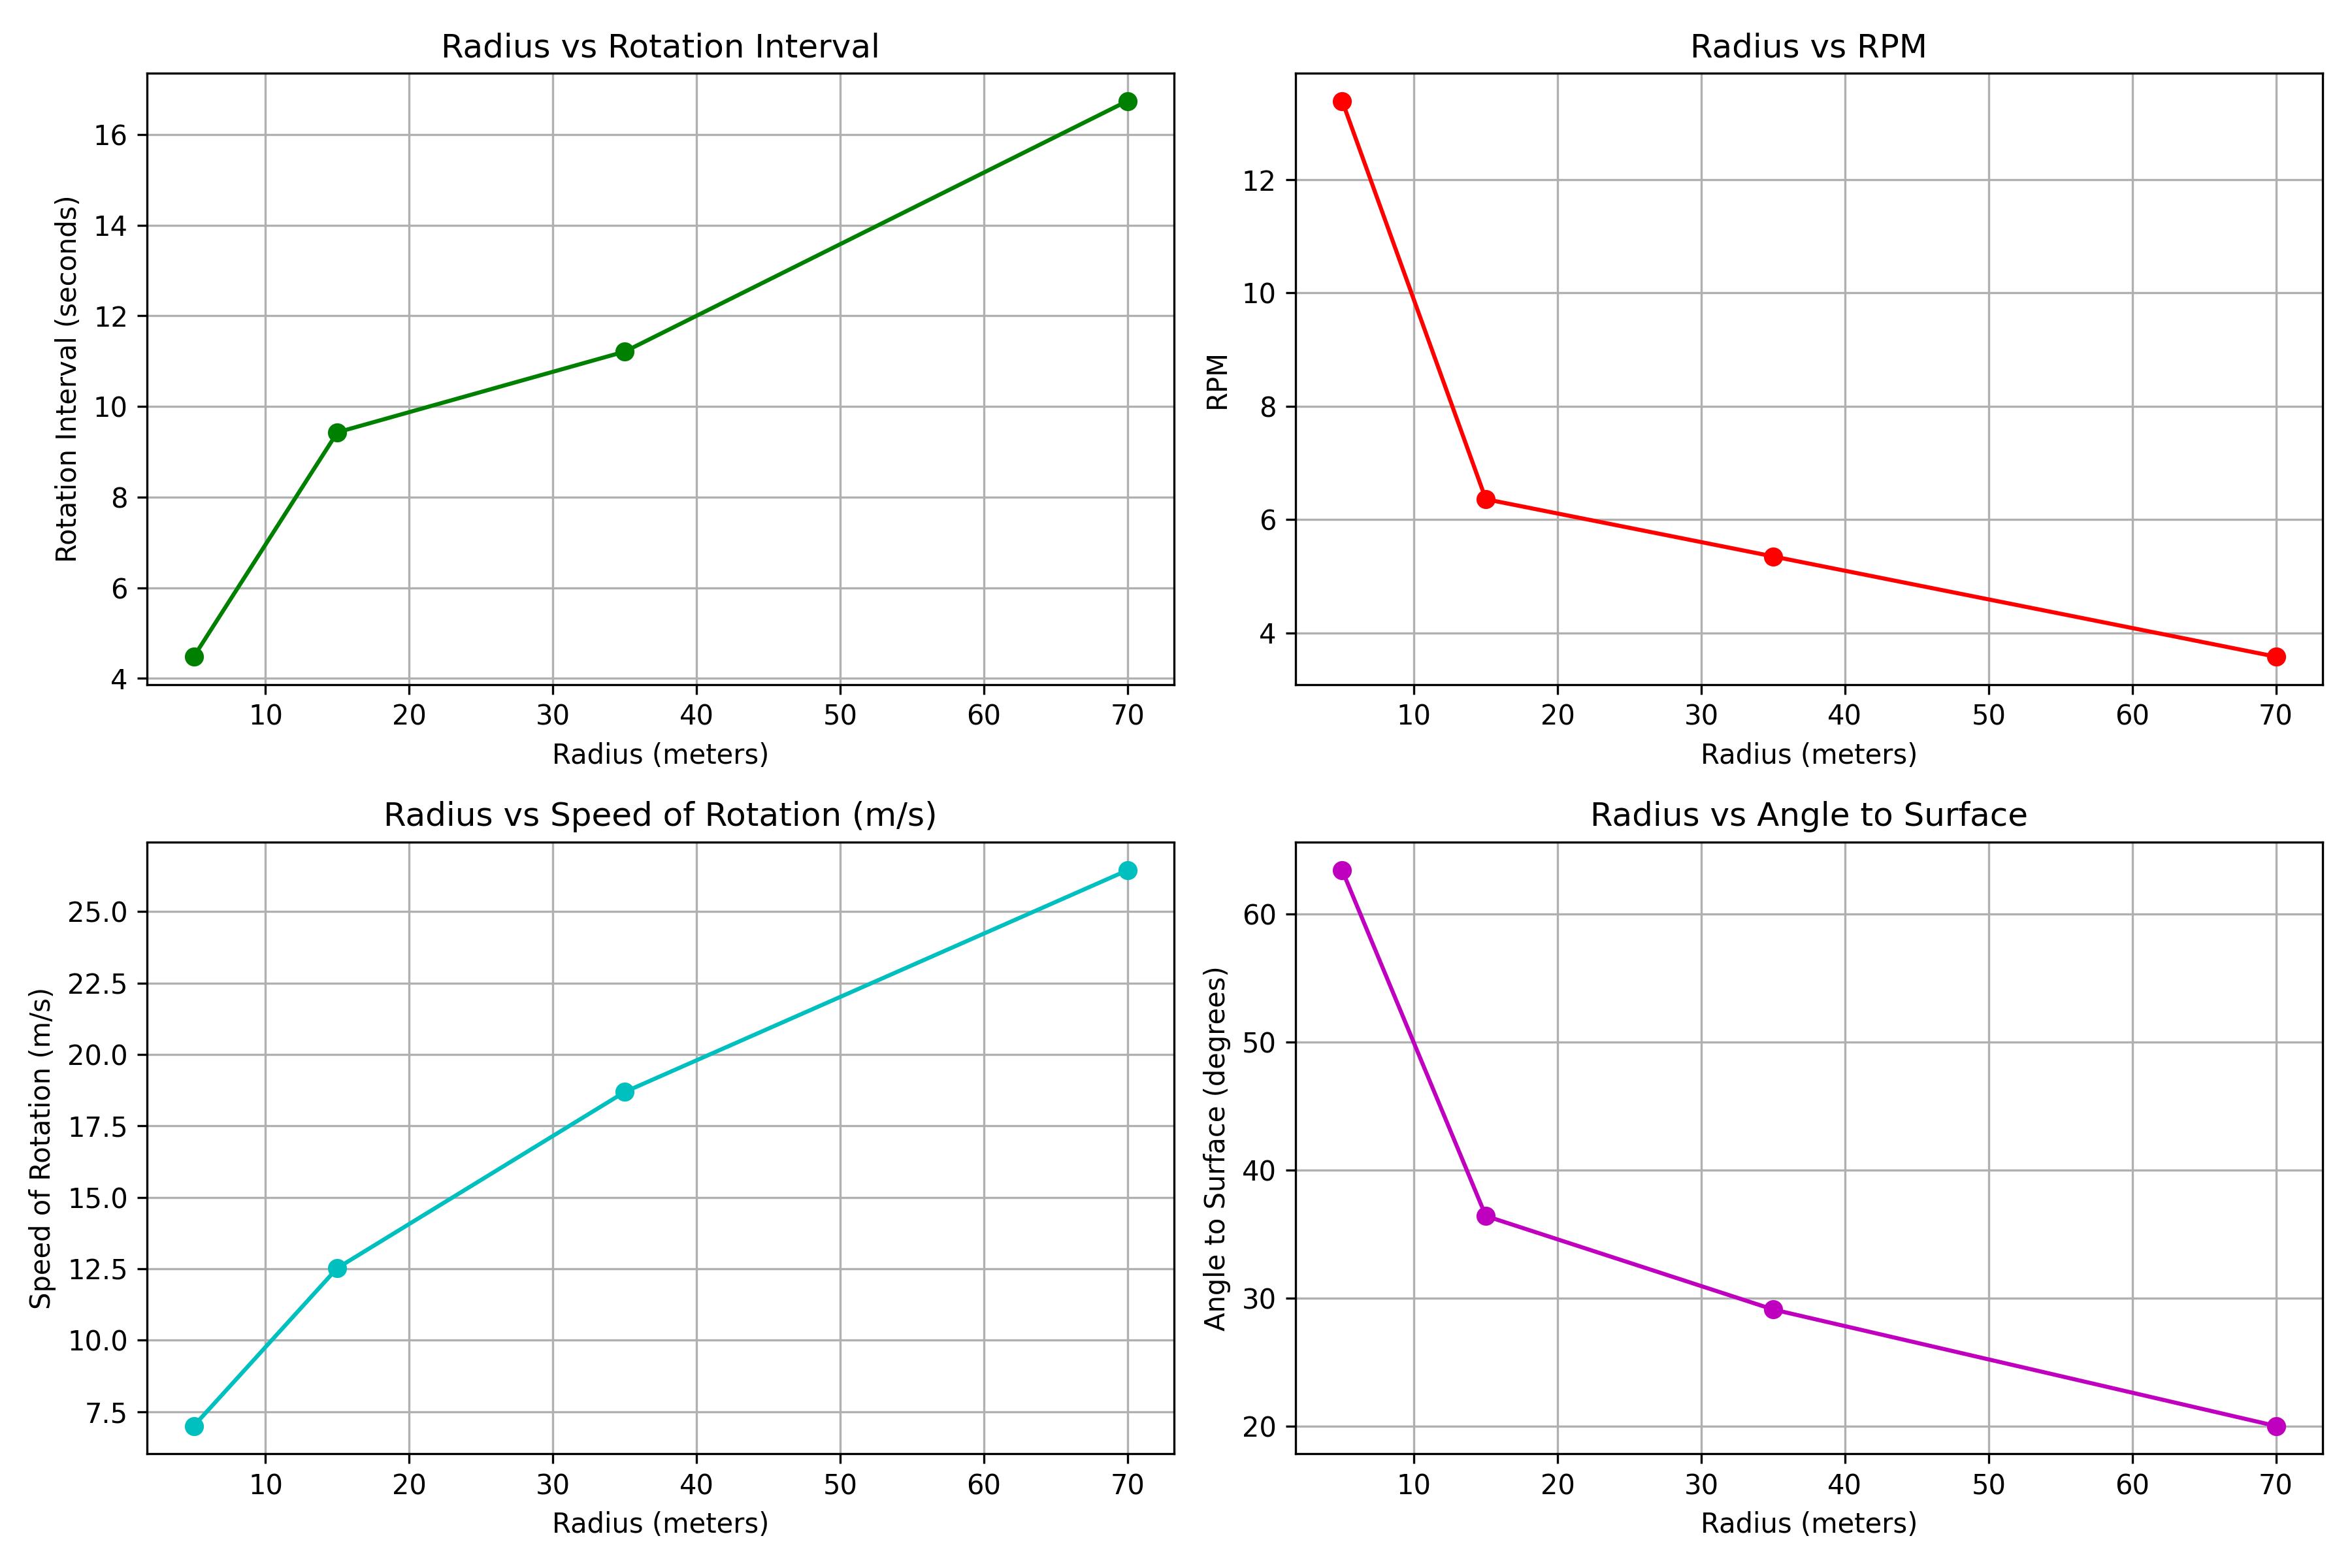 Radius vs Rotation Interval
Rotation Interval (seconds)
16
14
12
10
8
6
4
10 20 30 40 50 60 70
Radius (meters)
Radius vs RPM
RPM
12
10
8
6
4
10 20 30 40 50 60 70
Radius (meters)
Radius vs Speed of Rotation (m/s)
Speed of Rotation (m/s)
25.0
22.5
20.0
17.5
15.0
12.5
10.0
7.5
10 20 30 40 50 60 70
Radius (meters)
Radius vs Angle to Surface
Angle to Surface (degrees)
60
50
40
30
20
10 20 30 40 50 60 70
Radius (meters)